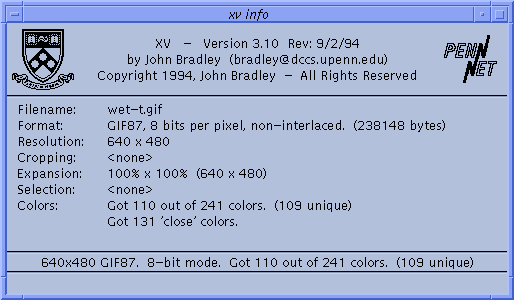 xv info
XV – Version 3.10 Rev: 9/2/94
by John Bradley (bradley@dccs.upenn.edu)
Copyright 1994, John Bradley – All Rights Reserved
PENN
NET
Filename: wet-t.gif
Format: GIF87, 8 bits per pixel, non-interlaced. (238148 bytes)
Resolution: 640 x 480
Cropping: <none>
Expansion: 100% x 100% (640 x 480)
Selection: <none>
Colors: Got 110 out of 241 colors. (109 unique)
Got 131 'close' colors.
640x480 GIF87. 8-bit mode. Got 110 out of 241 colors. (109 unique)